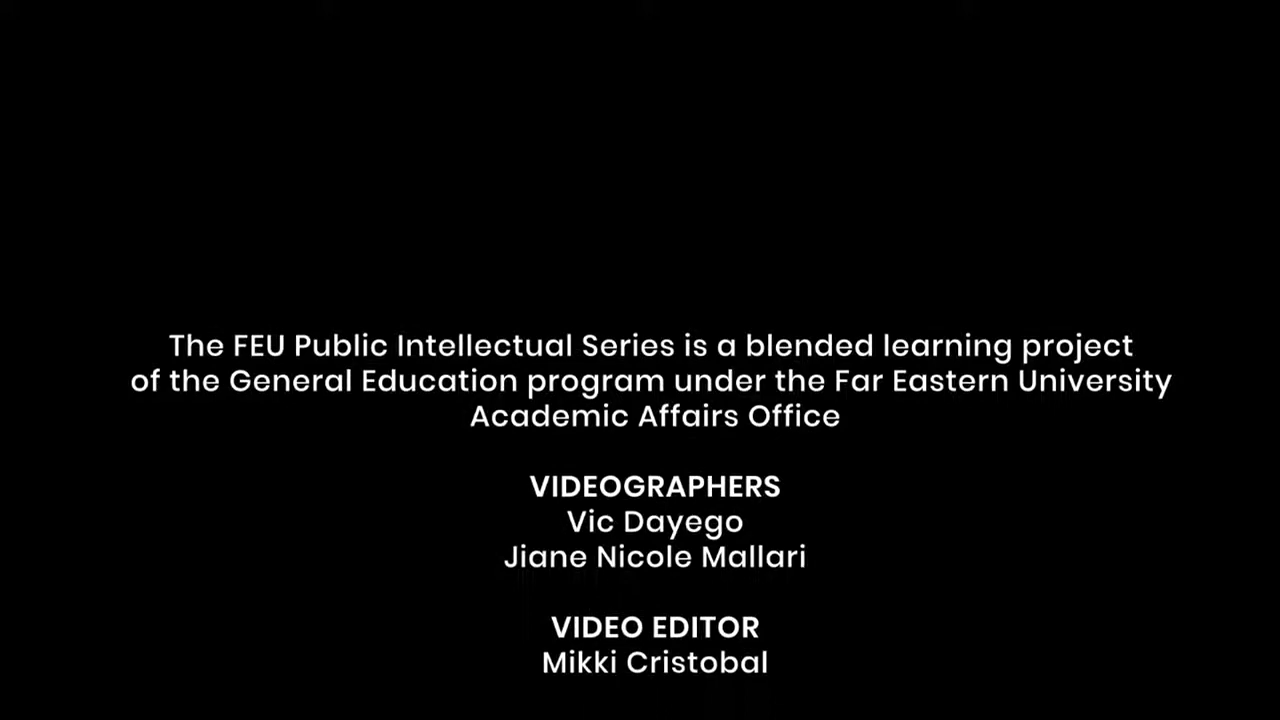 The FEU Public Intellectual Series is a blended learning project
of the General Education program under the Far Eastern University
Academic Affairs Office
VIDEOGRAPHERS
Vic Dayego
Jiane Nicole Mallari
VIDEO EDITOR
Mikki Cristobal